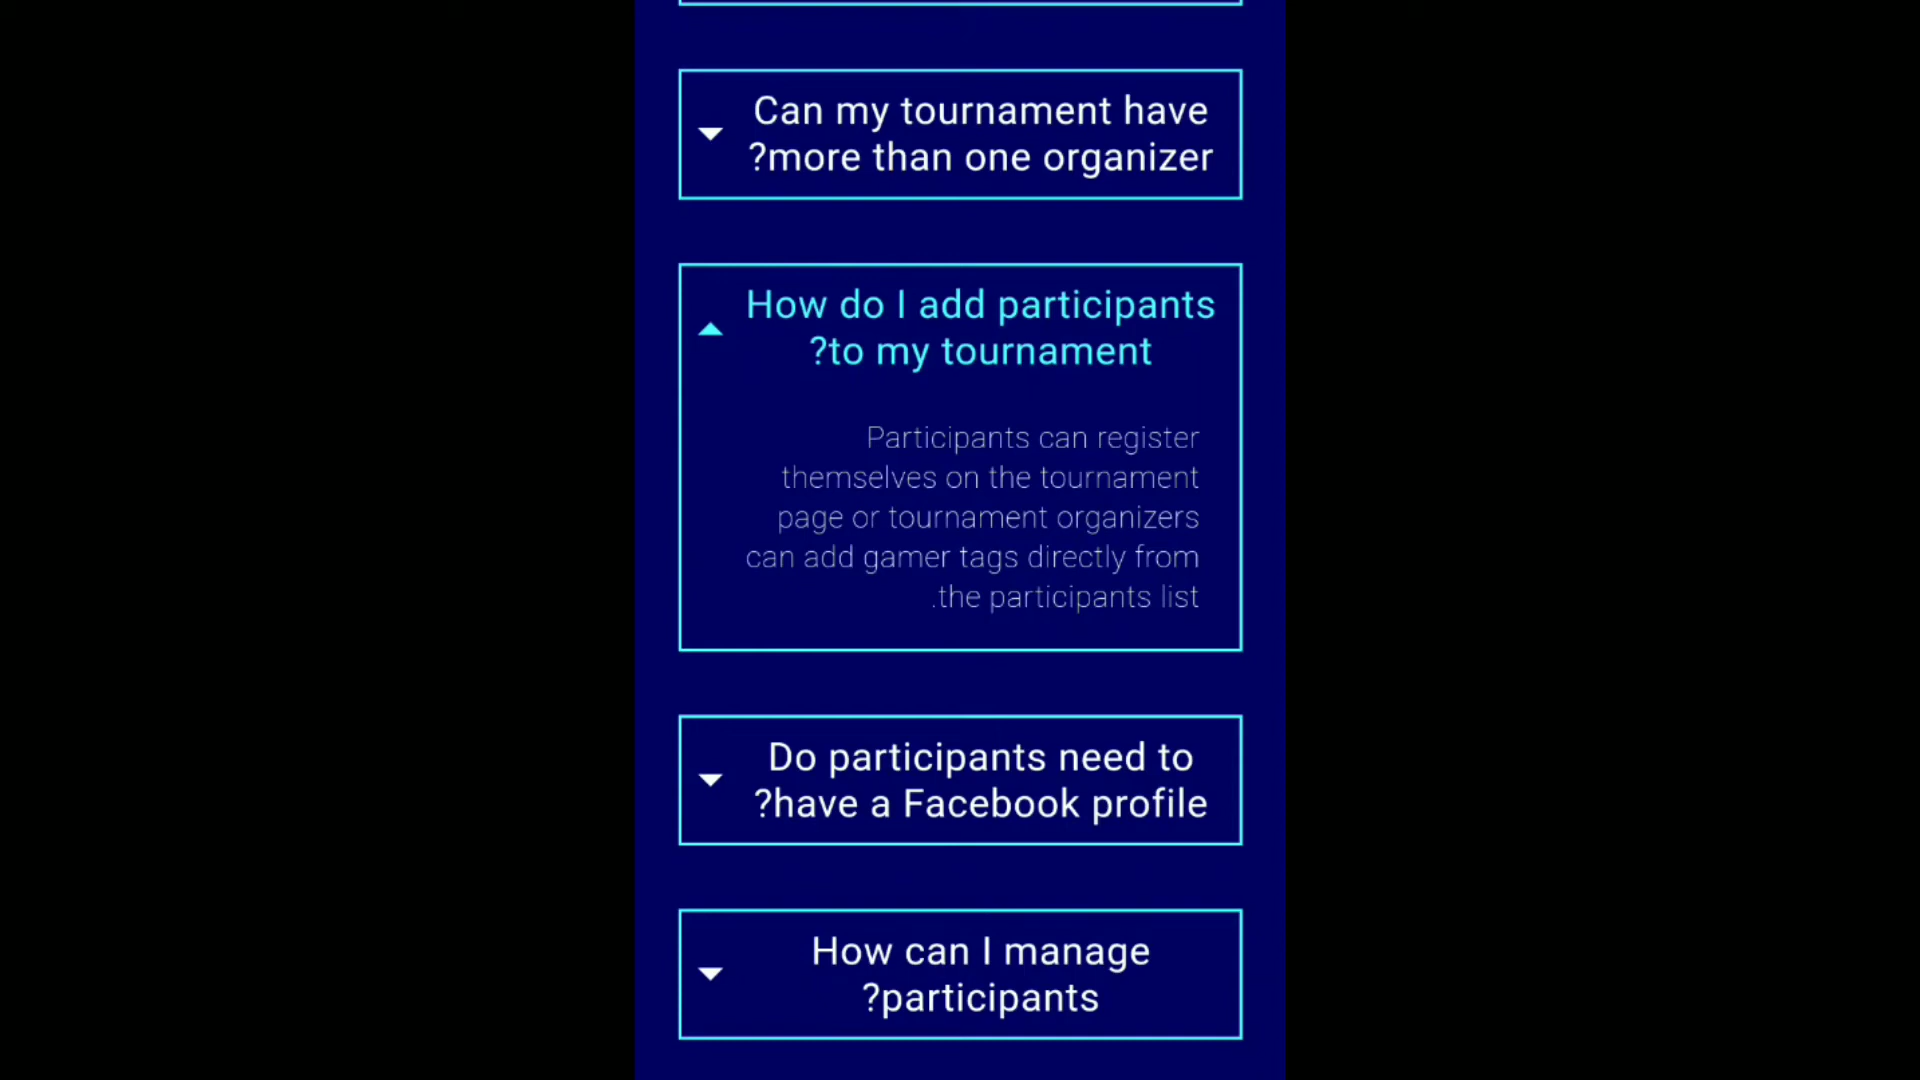 Can my tournament have
?more than one organizer
How do I add participants
?to my tournament
Participants can register
themselves on the tournament
page or tournament organizers
can add gamer tags directly from
.the participants list
Do participants need to
?have a Facebook profile
How can I manage
?participants